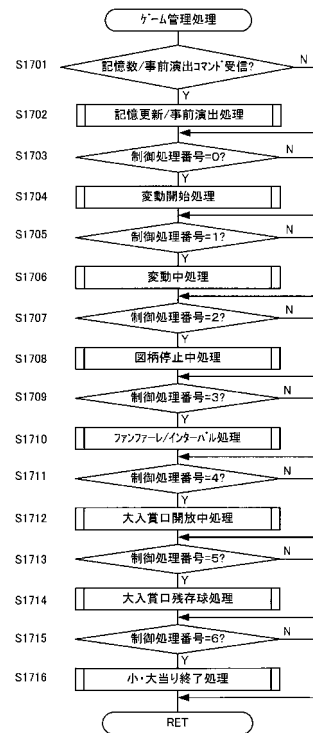 ゲーム管理処理
S1701 記憶数/事前演出コマンド受信? N
Y
S1702 記憶更新/事前演出処理
S1703 制御処理番号=0? N
Y
S1704 変動開始処理
S1705 制御処理番号=1? N
Y
S1706 変動中処理
S1707 制御処理番号=2? N
Y
S1708 図柄停止中処理
S1709 制御処理番号=3? N
Y
S1710 ファンファーレ/インターバル処理
S1711 制御処理番号=4? N
Y
S1712 大入賞口開放中処理
S1713 制御処理番号=5? N
Y
S1714 大入賞口残存球処理
S1715 制御処理番号=6? N
Y
S1716 小・大当り終了処理
RET